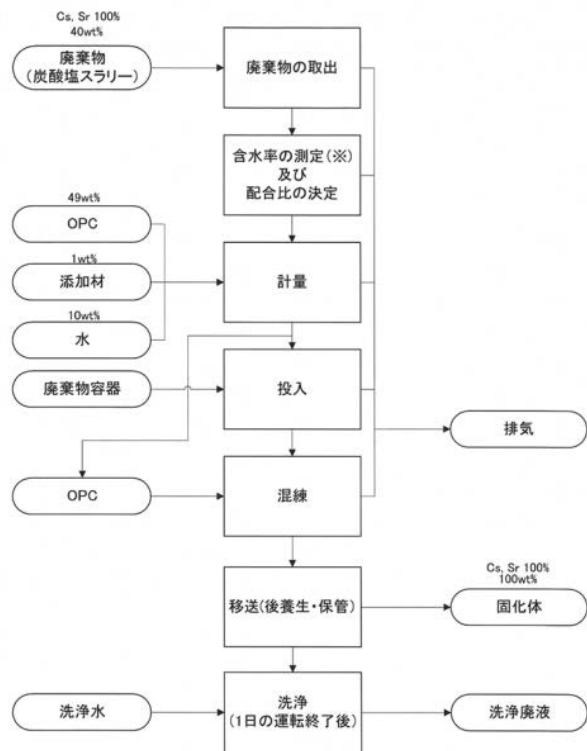 Cs, Sr 100%
40wt%
廃棄物
(炭酸塩スラリー)
廃棄物の取出
含水率の測定(※)
及び
配合比の決定
49wt%
OPC
1wt%
添加材
計量
10wt%
水
廃棄物容器
投入
排気
OPC
混練
Cs, Sr 100%
100wt%
移送(後養生・保管)
固化体
洗浄水
洗浄
(1日の運転終了後)
洗浄廃液